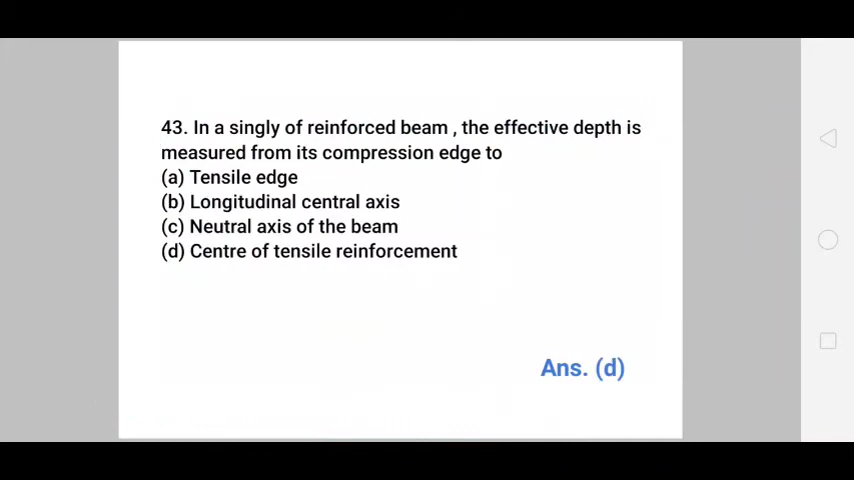 43. In a singly of reinforced beam , the effective depth is
measured from its compression edge to
(a) Tensile edge
(b) Longitudinal central axis
(c) Neutral axis of the beam
(d) Centre of tensile reinforcement
Ans. (d)